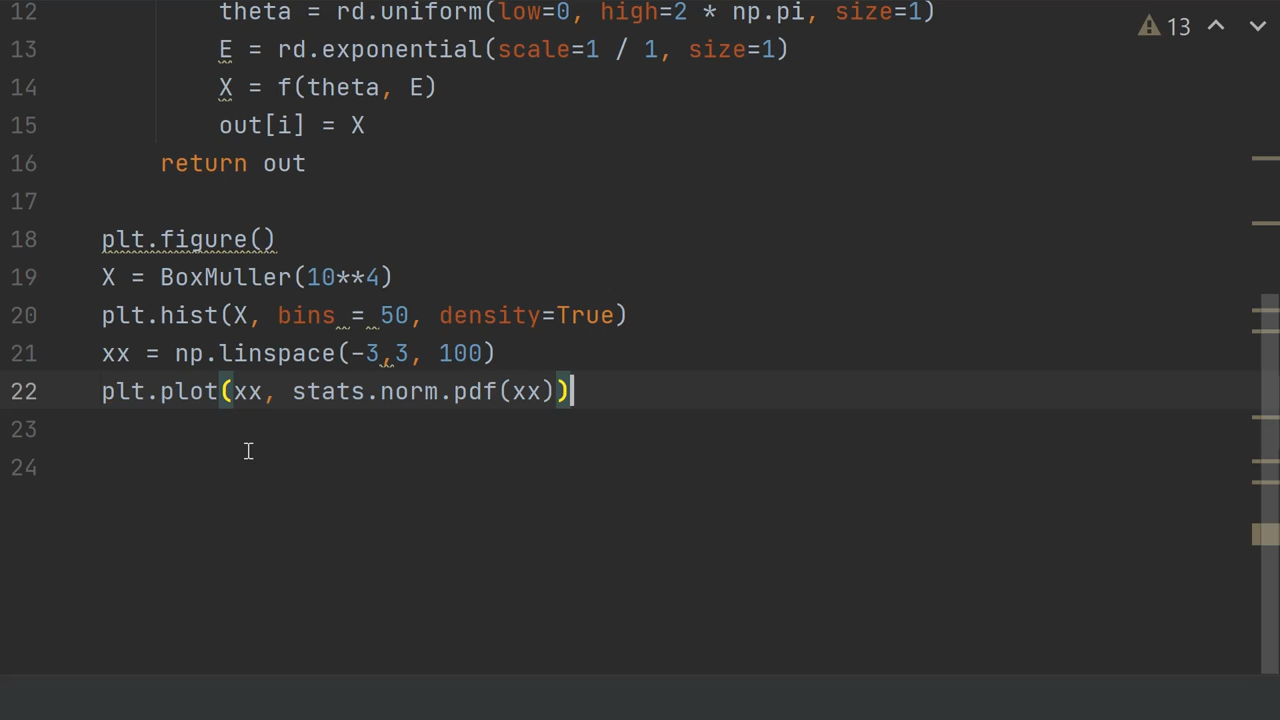 12 theta = rd.uniform(low=0, high=2 * np.pi, size=1)
13 E = rd.exponential(scale=1 / 1, size=1)
14 X = f(theta, E)
15 out[i] = X
16 return out
17
18 plt.figure()
19 X = BoxMuller(10**4)
20 plt.hist(X, bins = 50, density=True)
21 xx = np.linspace(-3,3, 100)
22 plt.plot(xx, stats.norm.pdf(xx))
23
24
13